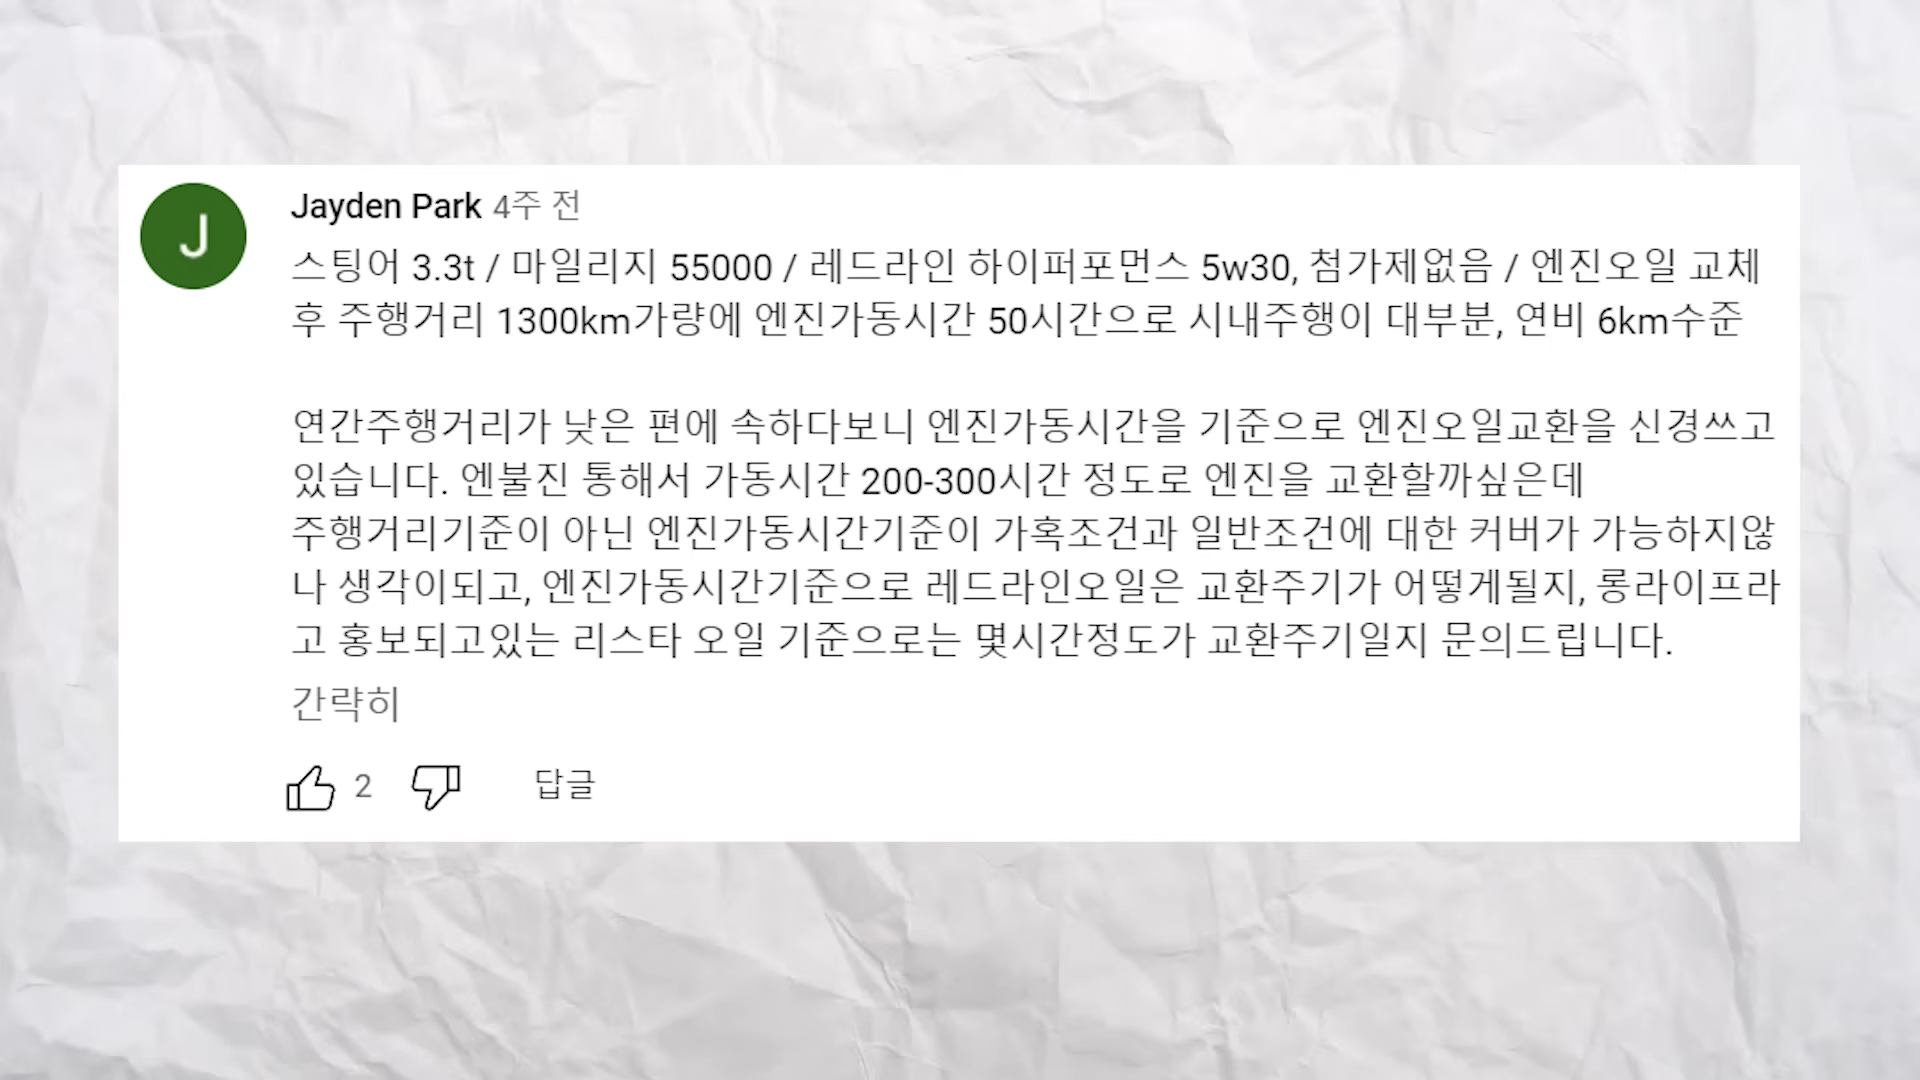 J
Jayden Park 4주 전
스팅어 3.3t / 마일리지 55000 / 레드라인 하이퍼포먼스 5w30, 첨가제없음 / 엔진오일 교체
후 주행거리 1300km가량에 엔진가동시간 50시간으로 시내주행이 대부분, 연비 6km수준
연간주행거리가 낮은 편에 속하다보니 엔진가동시간을 기준으로 엔진오일교환을 신경쓰고
있습니다. 엔불진 통해서 가동시간 200-300시간 정도로 엔진을 교환할까싶은데
주행거리기준이 아닌 엔진가동시간기준이 가혹조건과 일반조건에 대한 커버가 가능하지않
나 생각이되고, 엔진가동시간기준으로 레드라인오일은 교환주기가 어떻게될지, 롱라이프라
고 홍보되고있는 리스타 오일 기준으로는 몇시간정도가 교환주기일지 문의드립니다.
간략히
2 답글